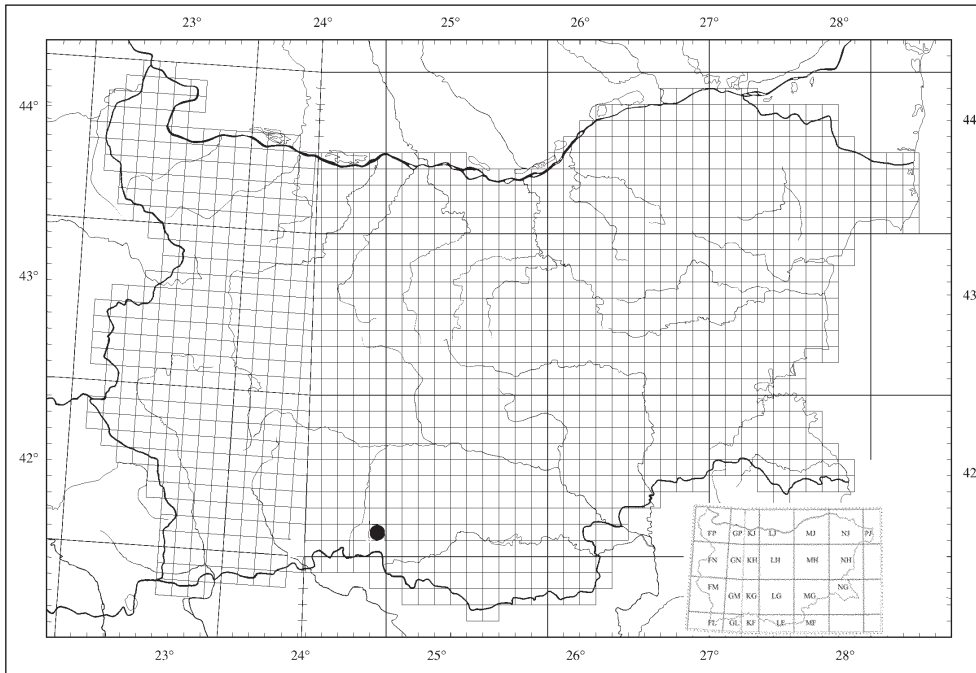 23° 24° 25° 26° 27° 28°
44° 44
43° 43
42° 42
FP GP KJ LJ MJ NJ PJ
FN GN KH LH MH NH
FM GM KG LG MG NG
FL GL KF LF MF
23° 24° 25° 26° 27° 28°